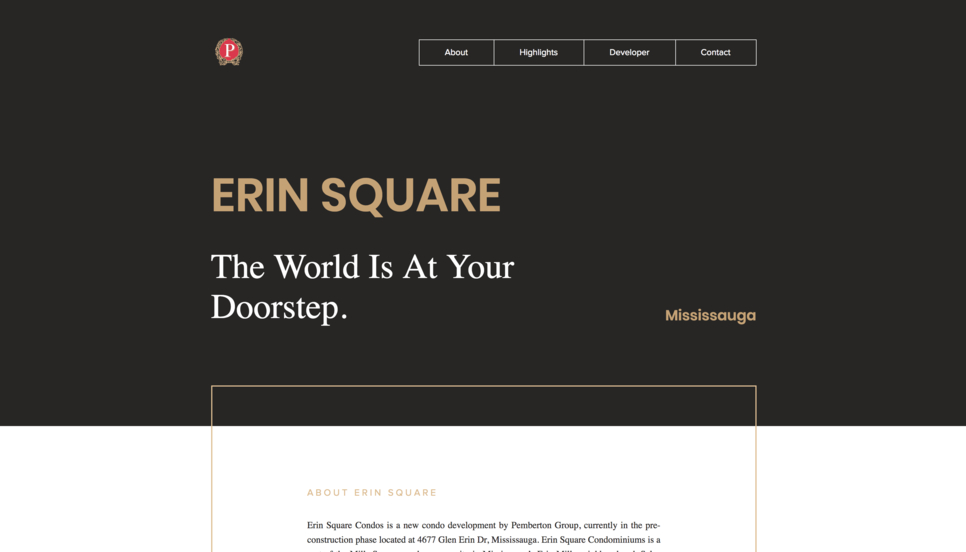 P
About
Highlights
Developer
Contact
ERIN SQUARE
The World Is At Your
Doorstep.
Mississauga
ABOUT ERIN SQUARE
Erin Square Condos is a new condo development by Pemberton Group, currently in the pre-
construction phase located at 4677 Glen Erin Dr, Mississauga. Erin Square Condominiums is a